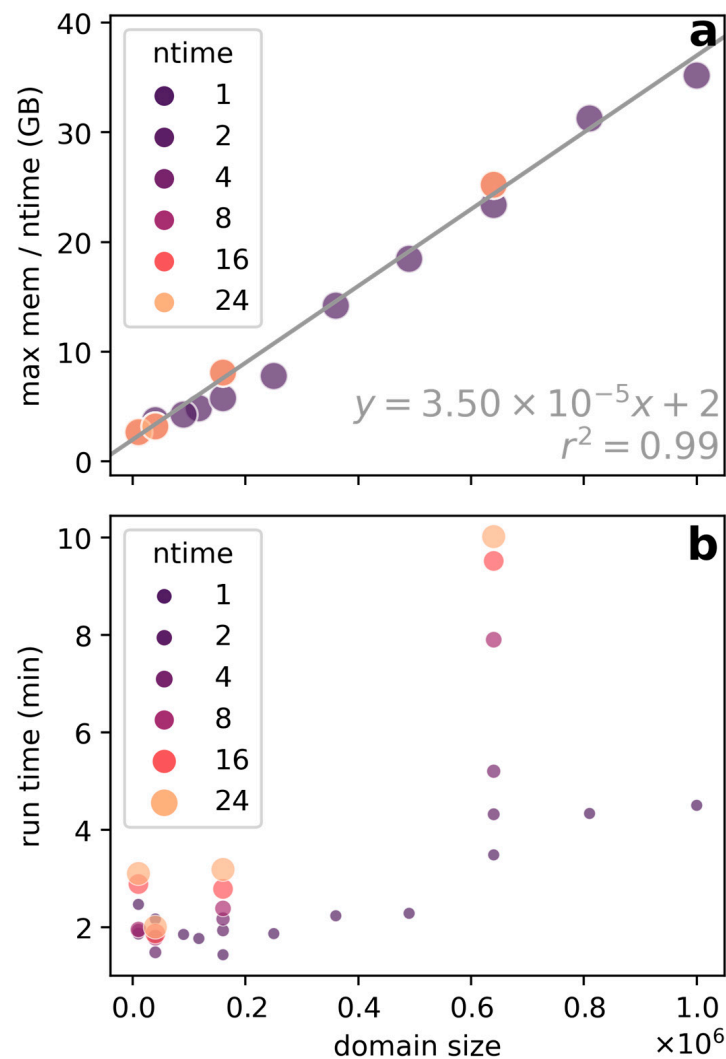 a
40
30
20
10
0
max mem / ntime (GB)
ntime
1
2
4
8
16
24
y = 3.50 × 10⁻⁵x + 2
r² = 0.99
b
10
8
6
4
2
run time (min)
ntime
1
2
4
8
16
24
0.0 0.2 0.4 0.6 0.8 1.0
×10⁶
domain size